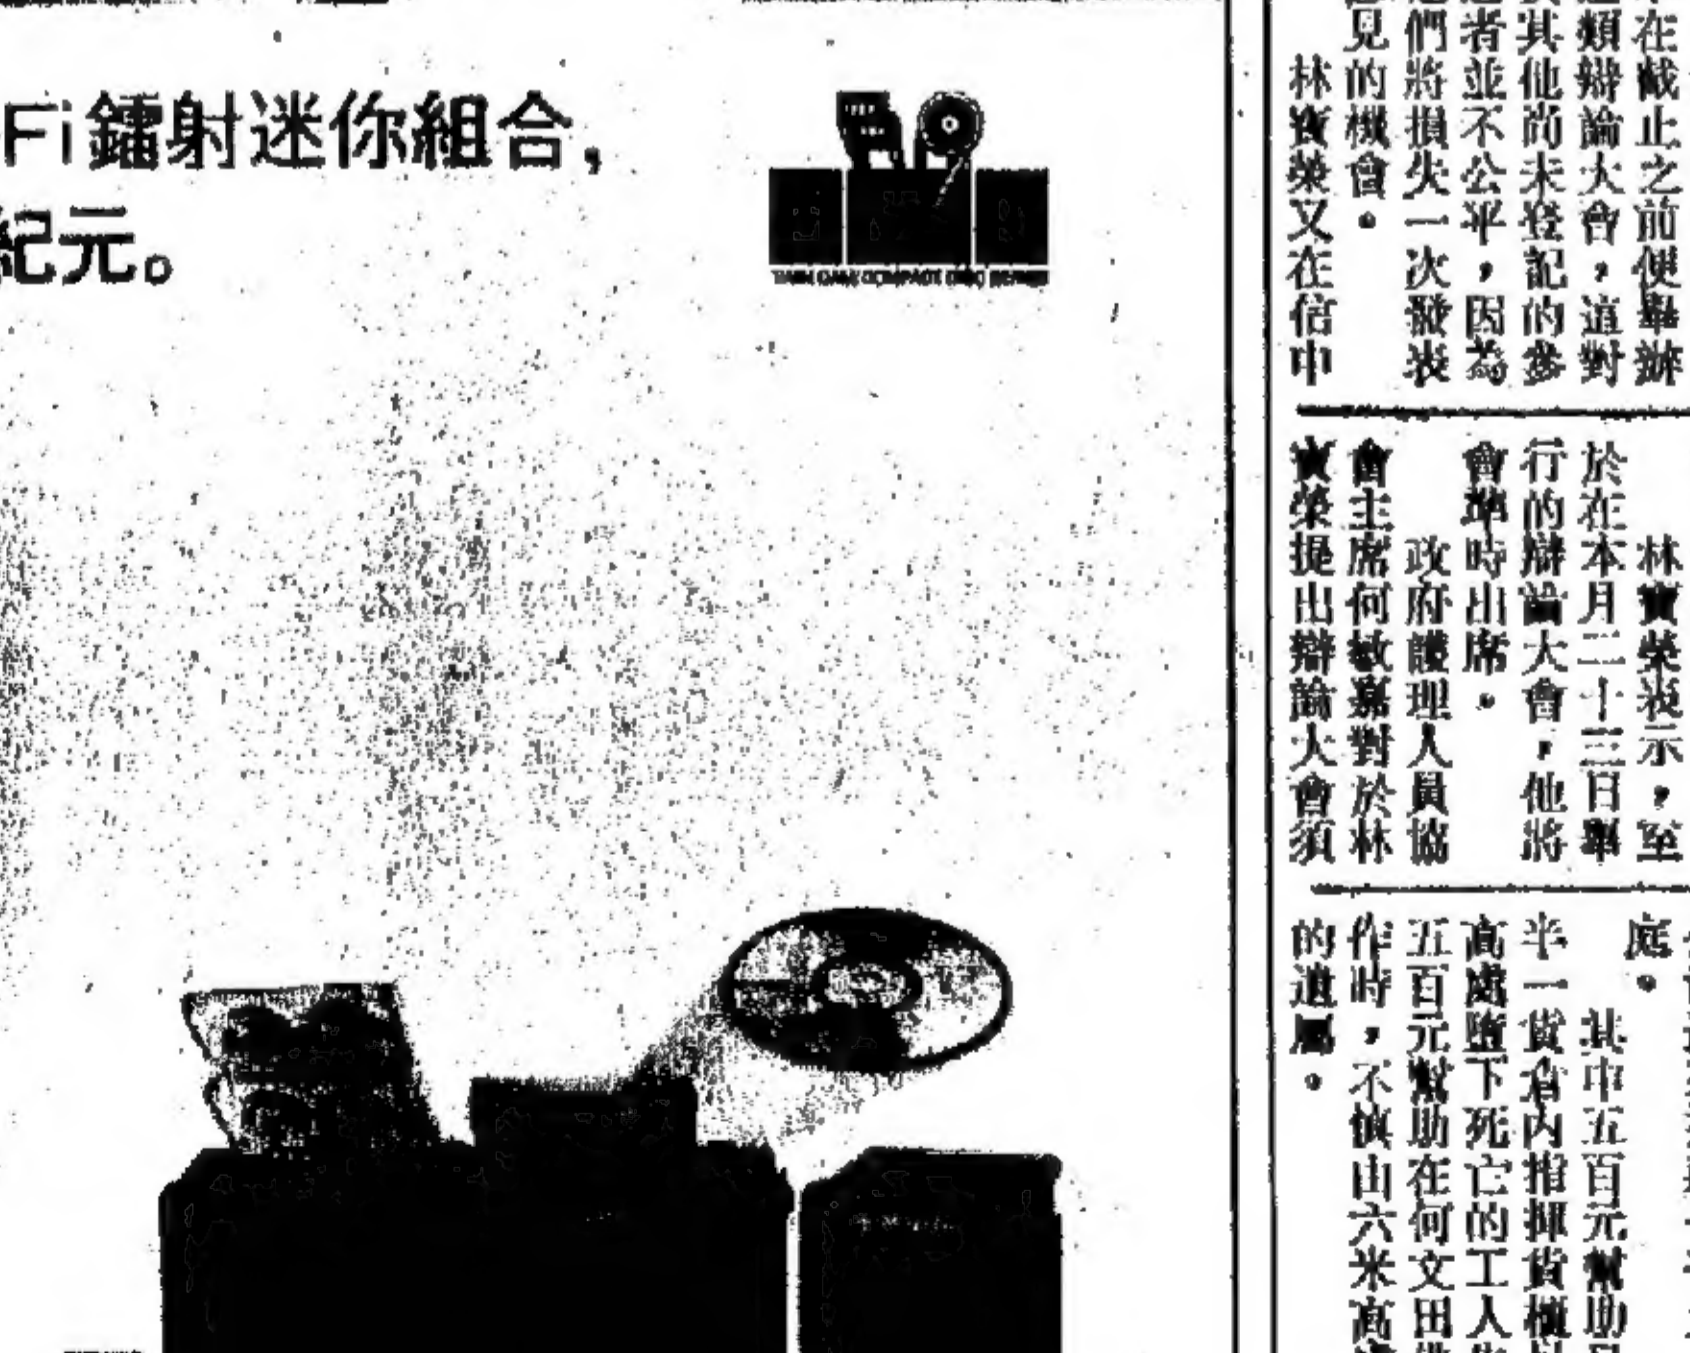 Fi鐳射迷你組合,
紀元。
COMPACT DISC
在截止之前便舉辦
類辯論大會,這對
其他尚未登記的參
者並不公平,因為
們將損失一次發表
見的機會。
林寶榮又在信中
林寶榮表示,至
於在本月二十三日舉
行的辯論大會,他將
會準時出席。
政府護理人員協
會主席何敏嘉對於林
寶榮提出辯論大會須
庭。
其中五百元幫助
半一貨倉內指揮貨櫃
高處墮下死亡的工人
五百元幫助在何文田
作時,不慎由六米高
的遺屬。